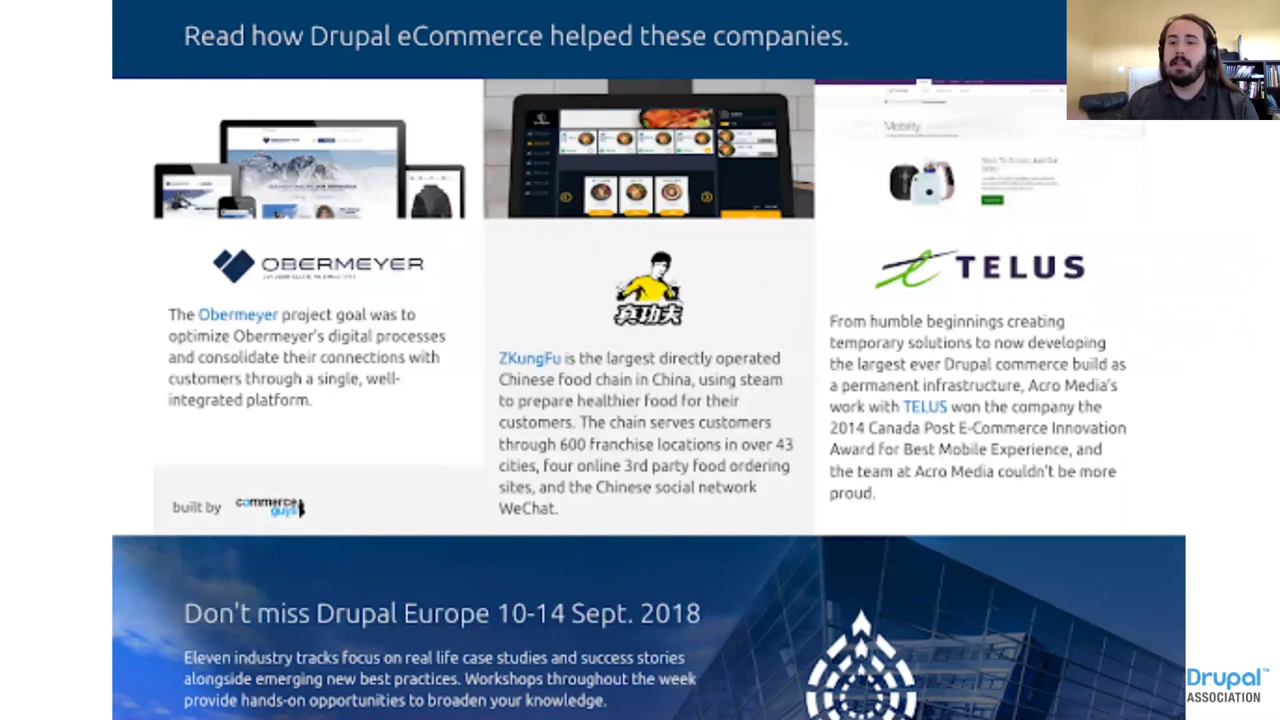 Read how Drupal eCommerce helped these companies.
OBERMEYER
The Obermeyer project goal was to
optimize Obermeyer's digital processes
and consolidate their connections with
customers through a single, well-
integrated platform.
built by
commerce
guys
真功夫
ZKungFu is the largest directly operated
Chinese food chain in China, using steam
to prepare healthier food for their
customers. The chain serves customers
through 600 franchise locations in over 43
cities, four online 3rd party food ordering
sites, and the Chinese social network
WeChat.
Mobility
TELUS
From humble beginnings creating
temporary solutions to now developing
the largest ever Drupal commerce build as
a permanent infrastructure, Acro Media's
work with TELUS won the company the
2014 Canada Post E-Commerce Innovation
Award for Best Mobile Experience, and
the team at Acro Media couldn't be more
proud.
Don't miss Drupal Europe 10-14 Sept. 2018
Eleven industry tracks focus on real life case studies and success stories
alongside emerging new best practices. Workshops throughout the week
provide hands-on opportunities to broaden your knowledge.
Drupal™
ASSOCIATION